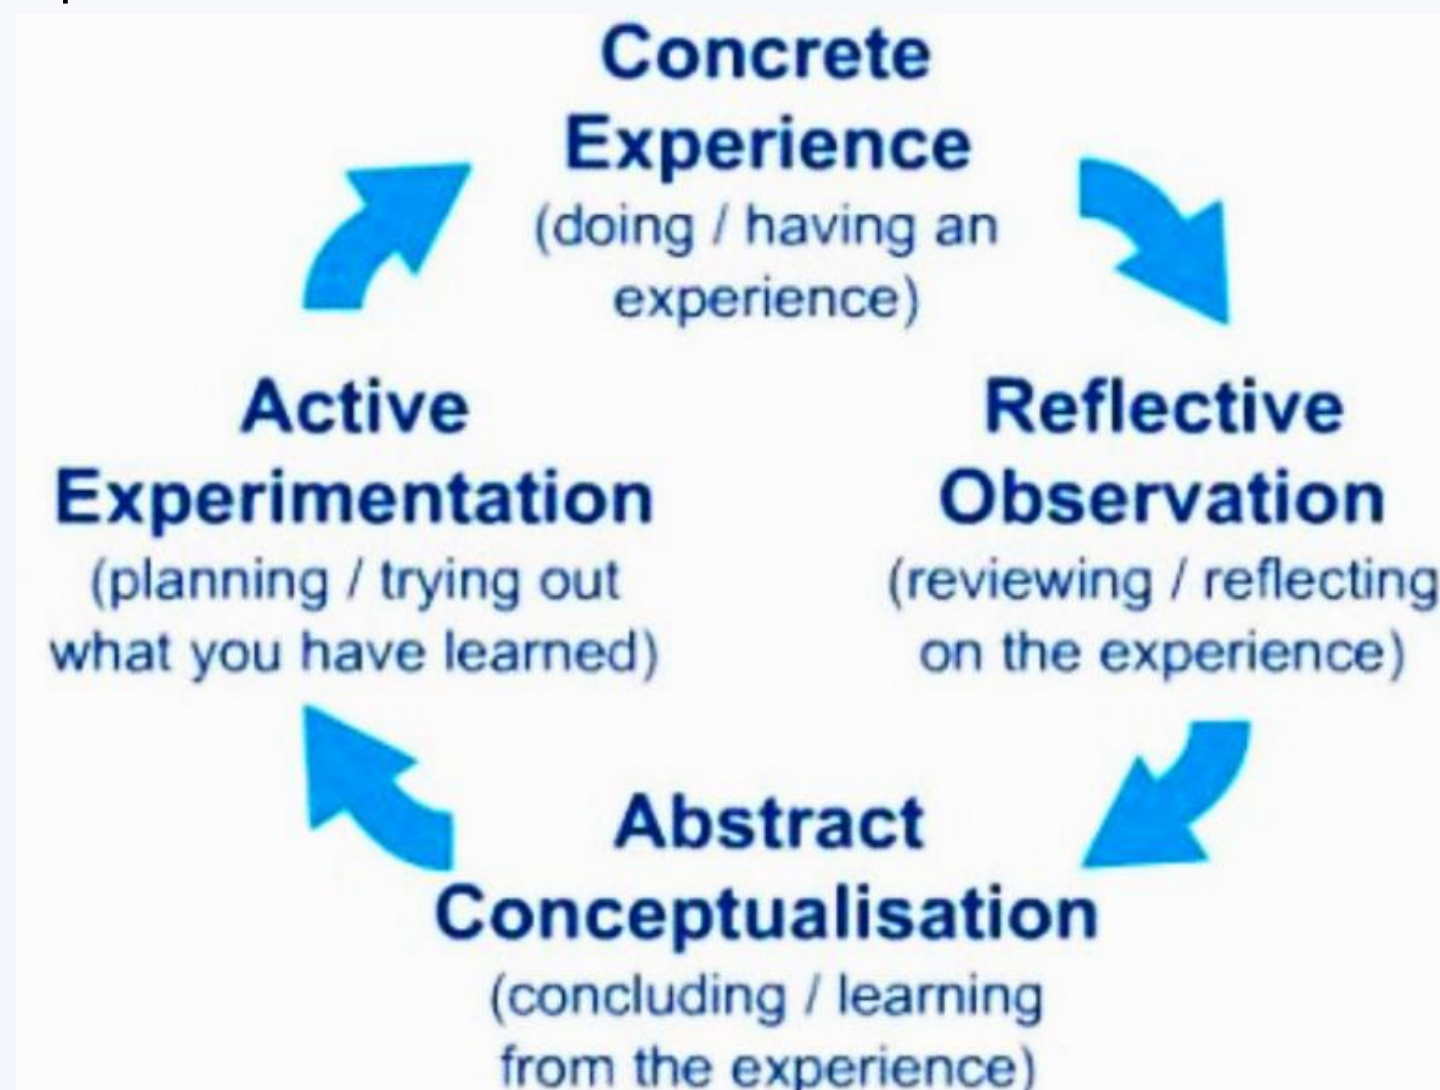 Concrete
Experience
(doing / having an
experience)
Active
Experimentation
(planning / trying out
what you have learned)
Reflective
Observation
(reviewing / reflecting
on the experience)
Abstract
Conceptualisation
(concluding / learning
from the experience)